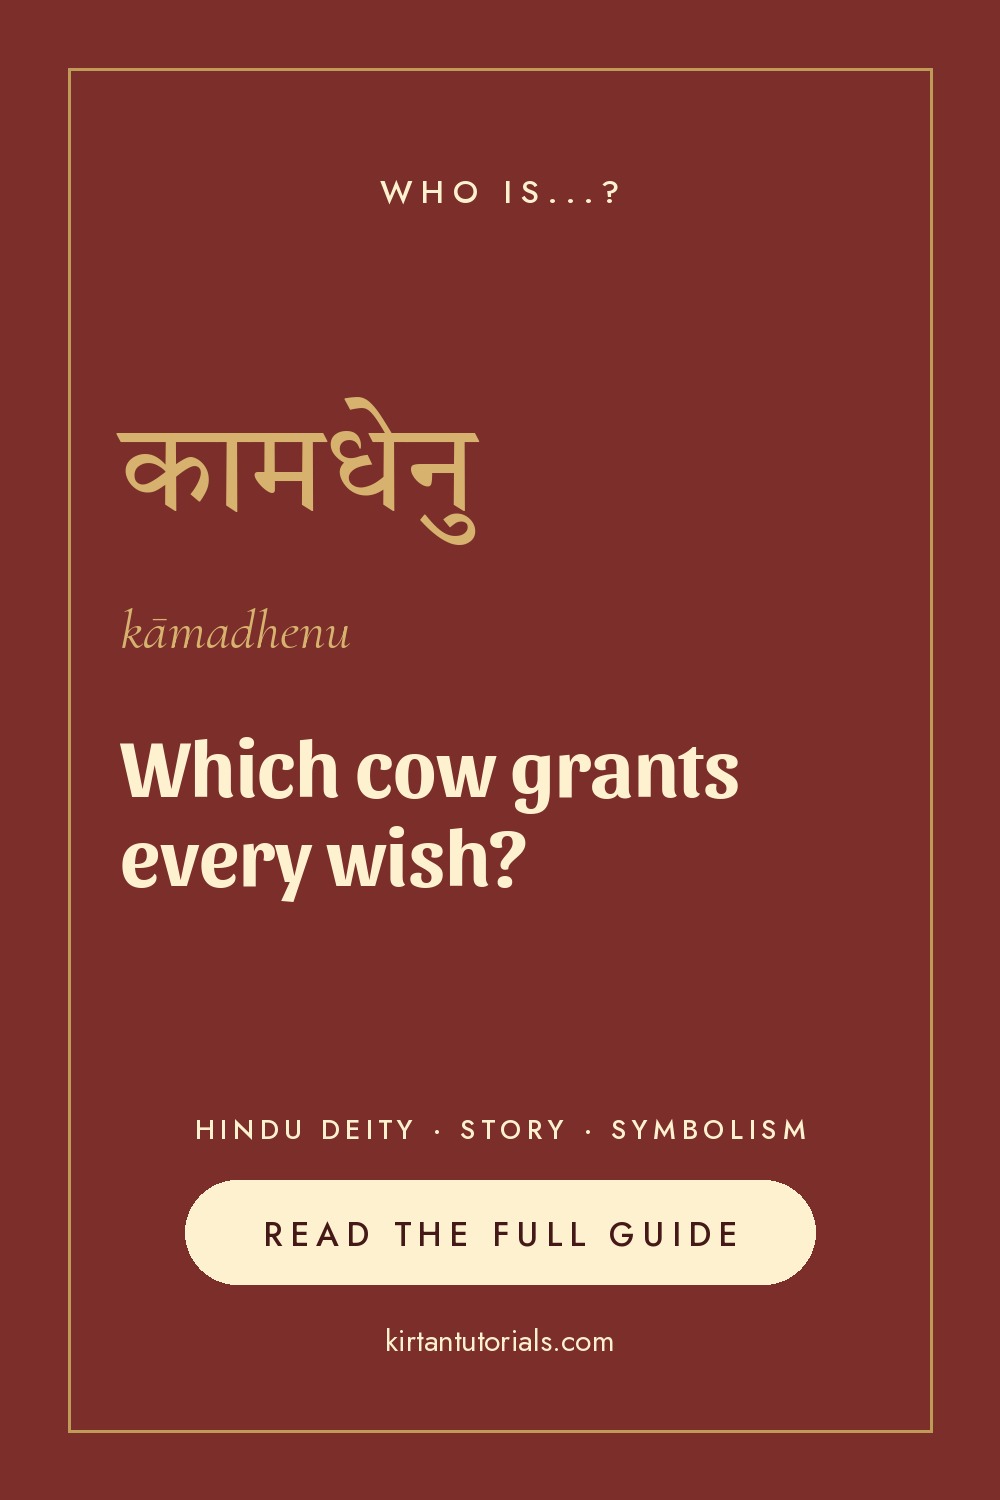 WHO IS...?
कामधेनु
kāmadhenu
Which cow grants
every wish?
HINDU DEITY · STORY · SYMBOLISM
READ THE FULL GUIDE
kirtantutorials.com